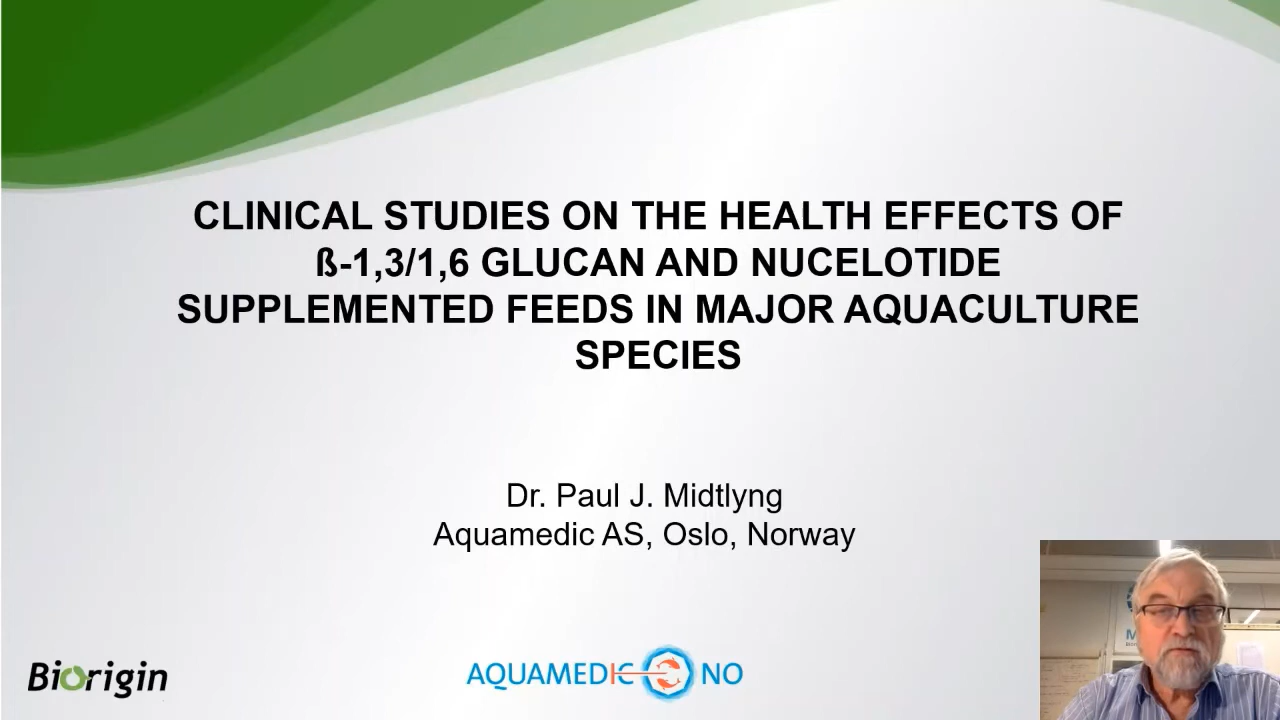 CLINICAL STUDIES ON THE HEALTH EFFECTS OF
ß-1,3/1,6 GLUCAN AND NUCELOTIDE
SUPPLEMENTED FEEDS IN MAJOR AQUACULTURE
SPECIES
Dr. Paul J. Midtlyng
Aquamedic AS, Oslo, Norway
Biorigin
AQUAMEDIC NO